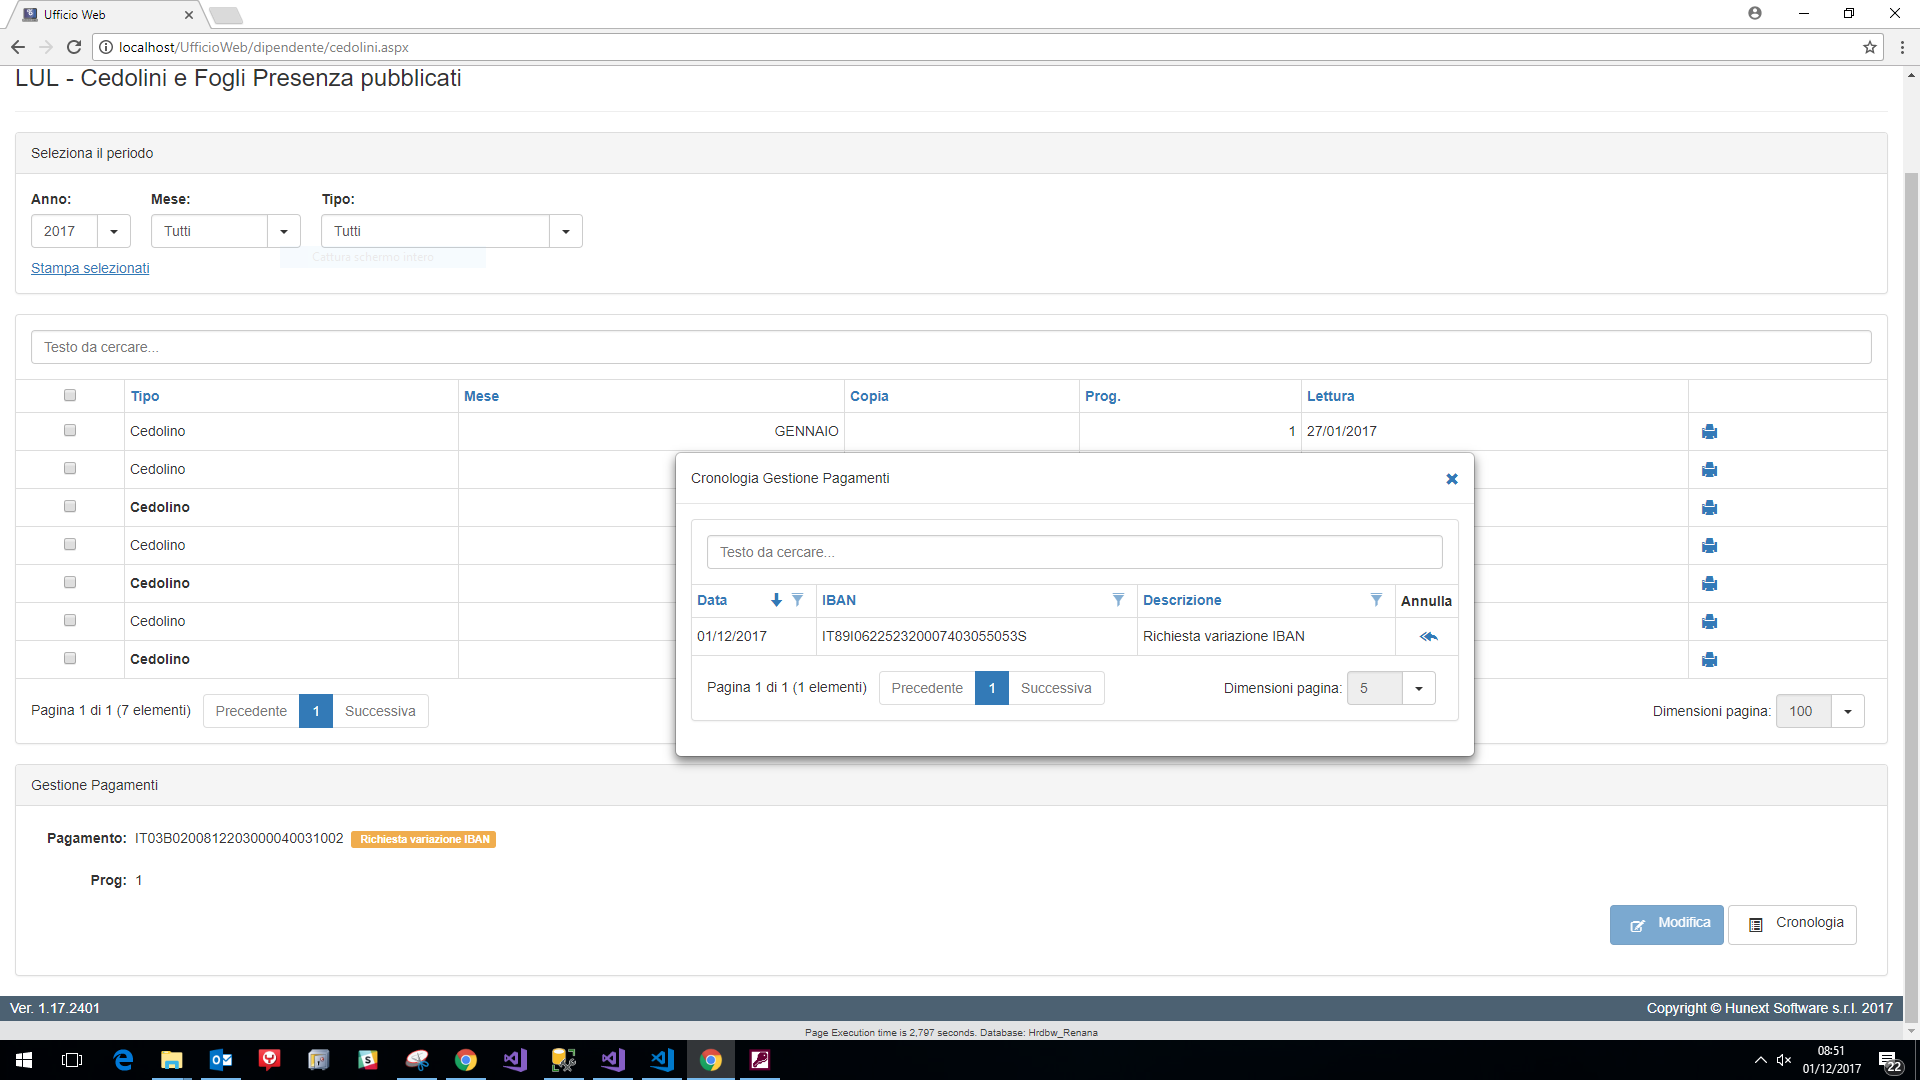 Ufficio Web
localhost/UfficioWeb/dipendente/cedolini.aspx
LUL - Cedolini e Fogli Presenza pubblicati
Seleziona il periodo
Anno: Mese: Tipo:
2017 Tutti Tutti
Cattura schermo intero
Stampa selezionati
Testo da cercare...
Tipo Mese Copia Prog. Lettura
Cedolino GENNAIO 1 27/01/2017
Cedolino
Cedolino
Cedolino
Cedolino
Cedolino
Cedolino
Pagina 1 di 1 (7 elementi) Precedente 1 Successiva Dimensioni pagina: 100
Cronologia Gestione Pagamenti
Testo da cercare...
Data IBAN Descrizione Annulla
01/12/2017 IT89I062252320007403055053S Richiesta variazione IBAN
Pagina 1 di 1 (1 elementi) Precedente 1 Successiva Dimensioni pagina: 5
Gestione Pagamenti
Pagamento: IT03B0200812203000040031002 Richiesta variazione IBAN
Prog: 1
Modifica Cronologia
Ver. 1.17.2401 Copyright © Hunext Software s.r.l. 2017
Page Execution time is 2,797 seconds. Database: Hrdbw_Renana
08:51
01/12/2017
22